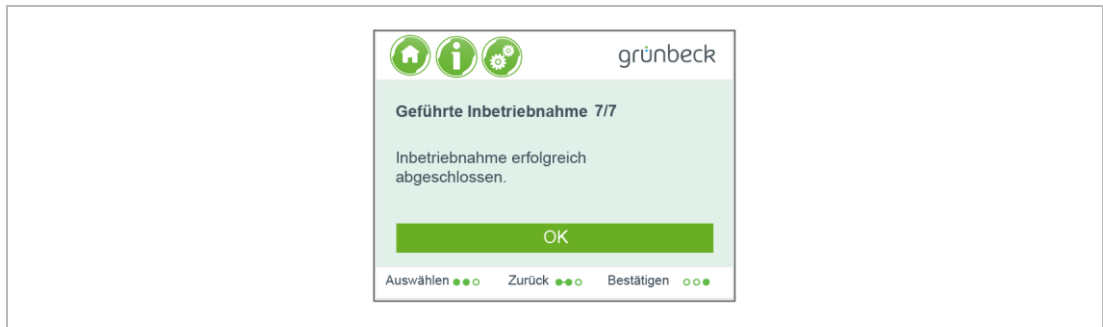 grünbeck
Geführte Inbetriebnahme 7/7
Inbetriebnahme erfolgreich
abgeschlossen.
OK
Auswählen Zurück Bestätigen